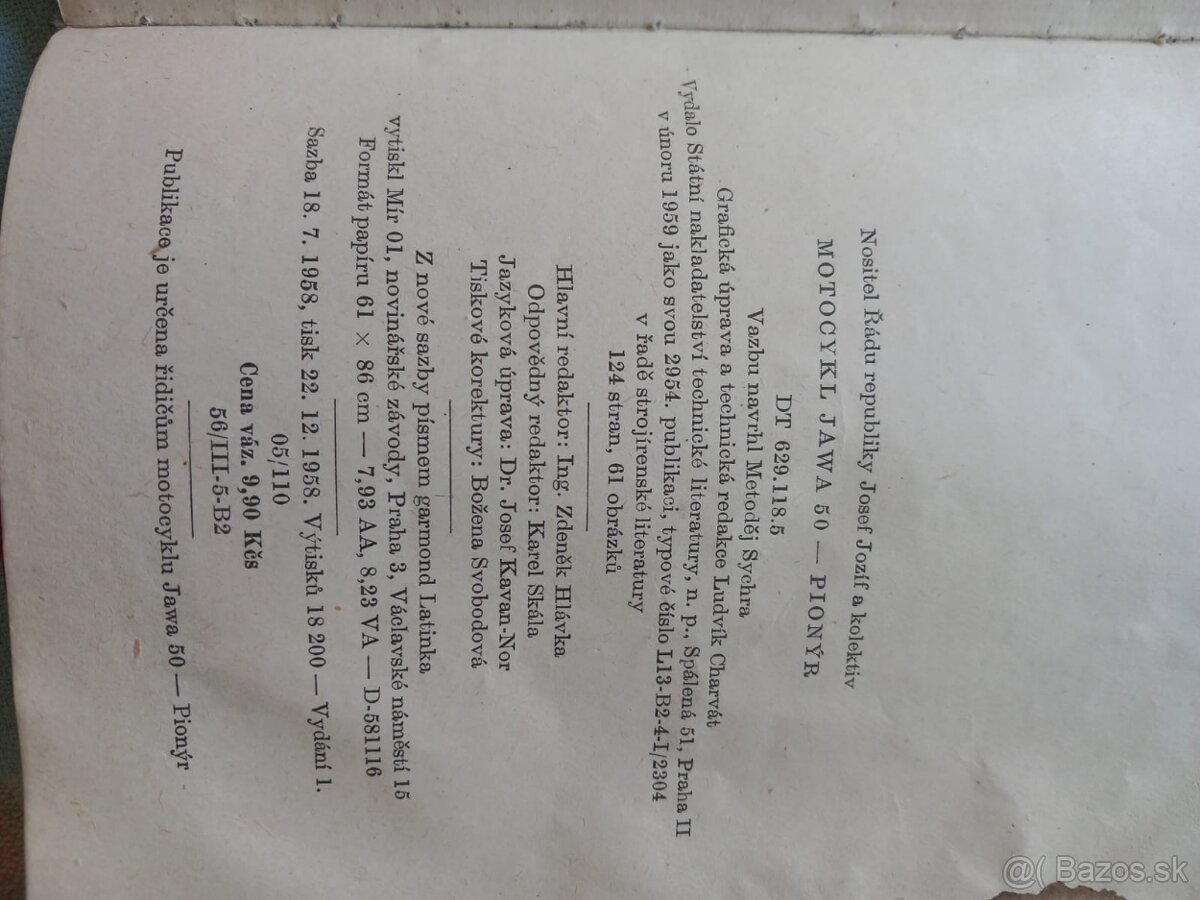 Nositel Řádu republiky Josef Jozíf a kolektiv
MOTOCYKL JAWA 50 — PIONÝR
DT 629.118.5
Vazbu navrhl Metoděj Sychra
Grafická úprava a technická redakce Ludvík Charvát
Vydalo Státní nakladatelství technické literatury, n. p., Spálená 51, Praha II
v únoru 1959 jako svou 2954. publikaci, typové číslo L13-B2-4-I/2304
v řadě strojírenské literatury
124 stran, 61 obrázků
Hlavní redaktor: Ing. Zdeněk Hlávka
Odpovědný redaktor: Karel Skála
Jazyková úprava: Dr. Josef Kavan-Nor
Tiskové korektury: Božena Svobodová
Z nové sazby písmem garmond Latinka
vytiskl Mír 01, novinářské závody, Praha 3, Václavské náměstí 15
Formát papíru 61 × 86 cm — 7,93 AA, 8,23 VA — D-581116
Sazba 18. 7. 1958, tisk 22. 12. 1958. Výtisků 18 200 — Vydání 1.
05/110
Cena váz. 9,90 Kčs
56/III-5-B2
Publikace je určena řidičům motocyklu Jawa 50 — Pionýr
@( Bazos.sk